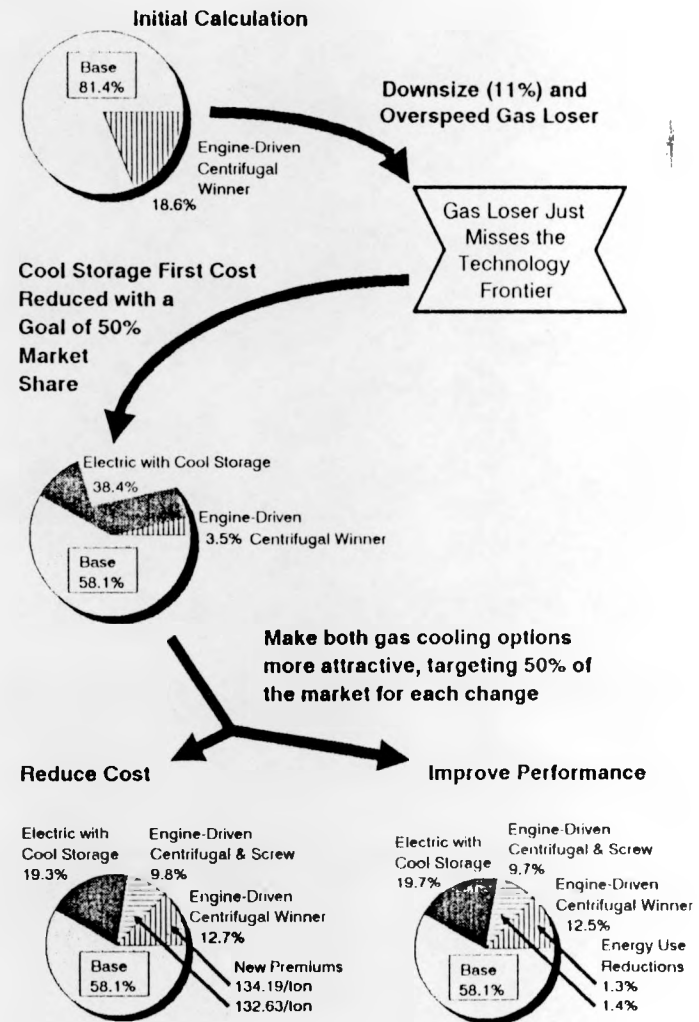 Initial Calculation
Base
81.4%
Engine-Driven
Centrifugal
Winner
18.6%
Downsize (11%) and
Overspeed Gas Loser
Gas Loser Just
Misses the
Technology
Frontier
Cool Storage First Cost
Reduced with a
Goal of 50%
Market
Share
Electric with Cool Storage
38.4%
Engine-Driven
3.5% Centrifugal Winner
Base
58.1%
Make both gas cooling options
more attractive, targeting 50% of
the market for each change
Reduce Cost
Electric with
Cool Storage
19.3%
Engine-Driven
Centrifugal & Screw
9.8%
Engine-Driven
Centrifugal Winner
12.7%
New Premiums
134.19/ton
132.63/ton
Base
58.1%
Improve Performance
Electric with
Cool Storage
19.7%
Engine-Driven
Centrifugal & Screw
9.7%
Engine-Driven
Centrifugal Winner
12.5%
Energy Use
Reductions
1.3%
1.4%
Base
58.1%